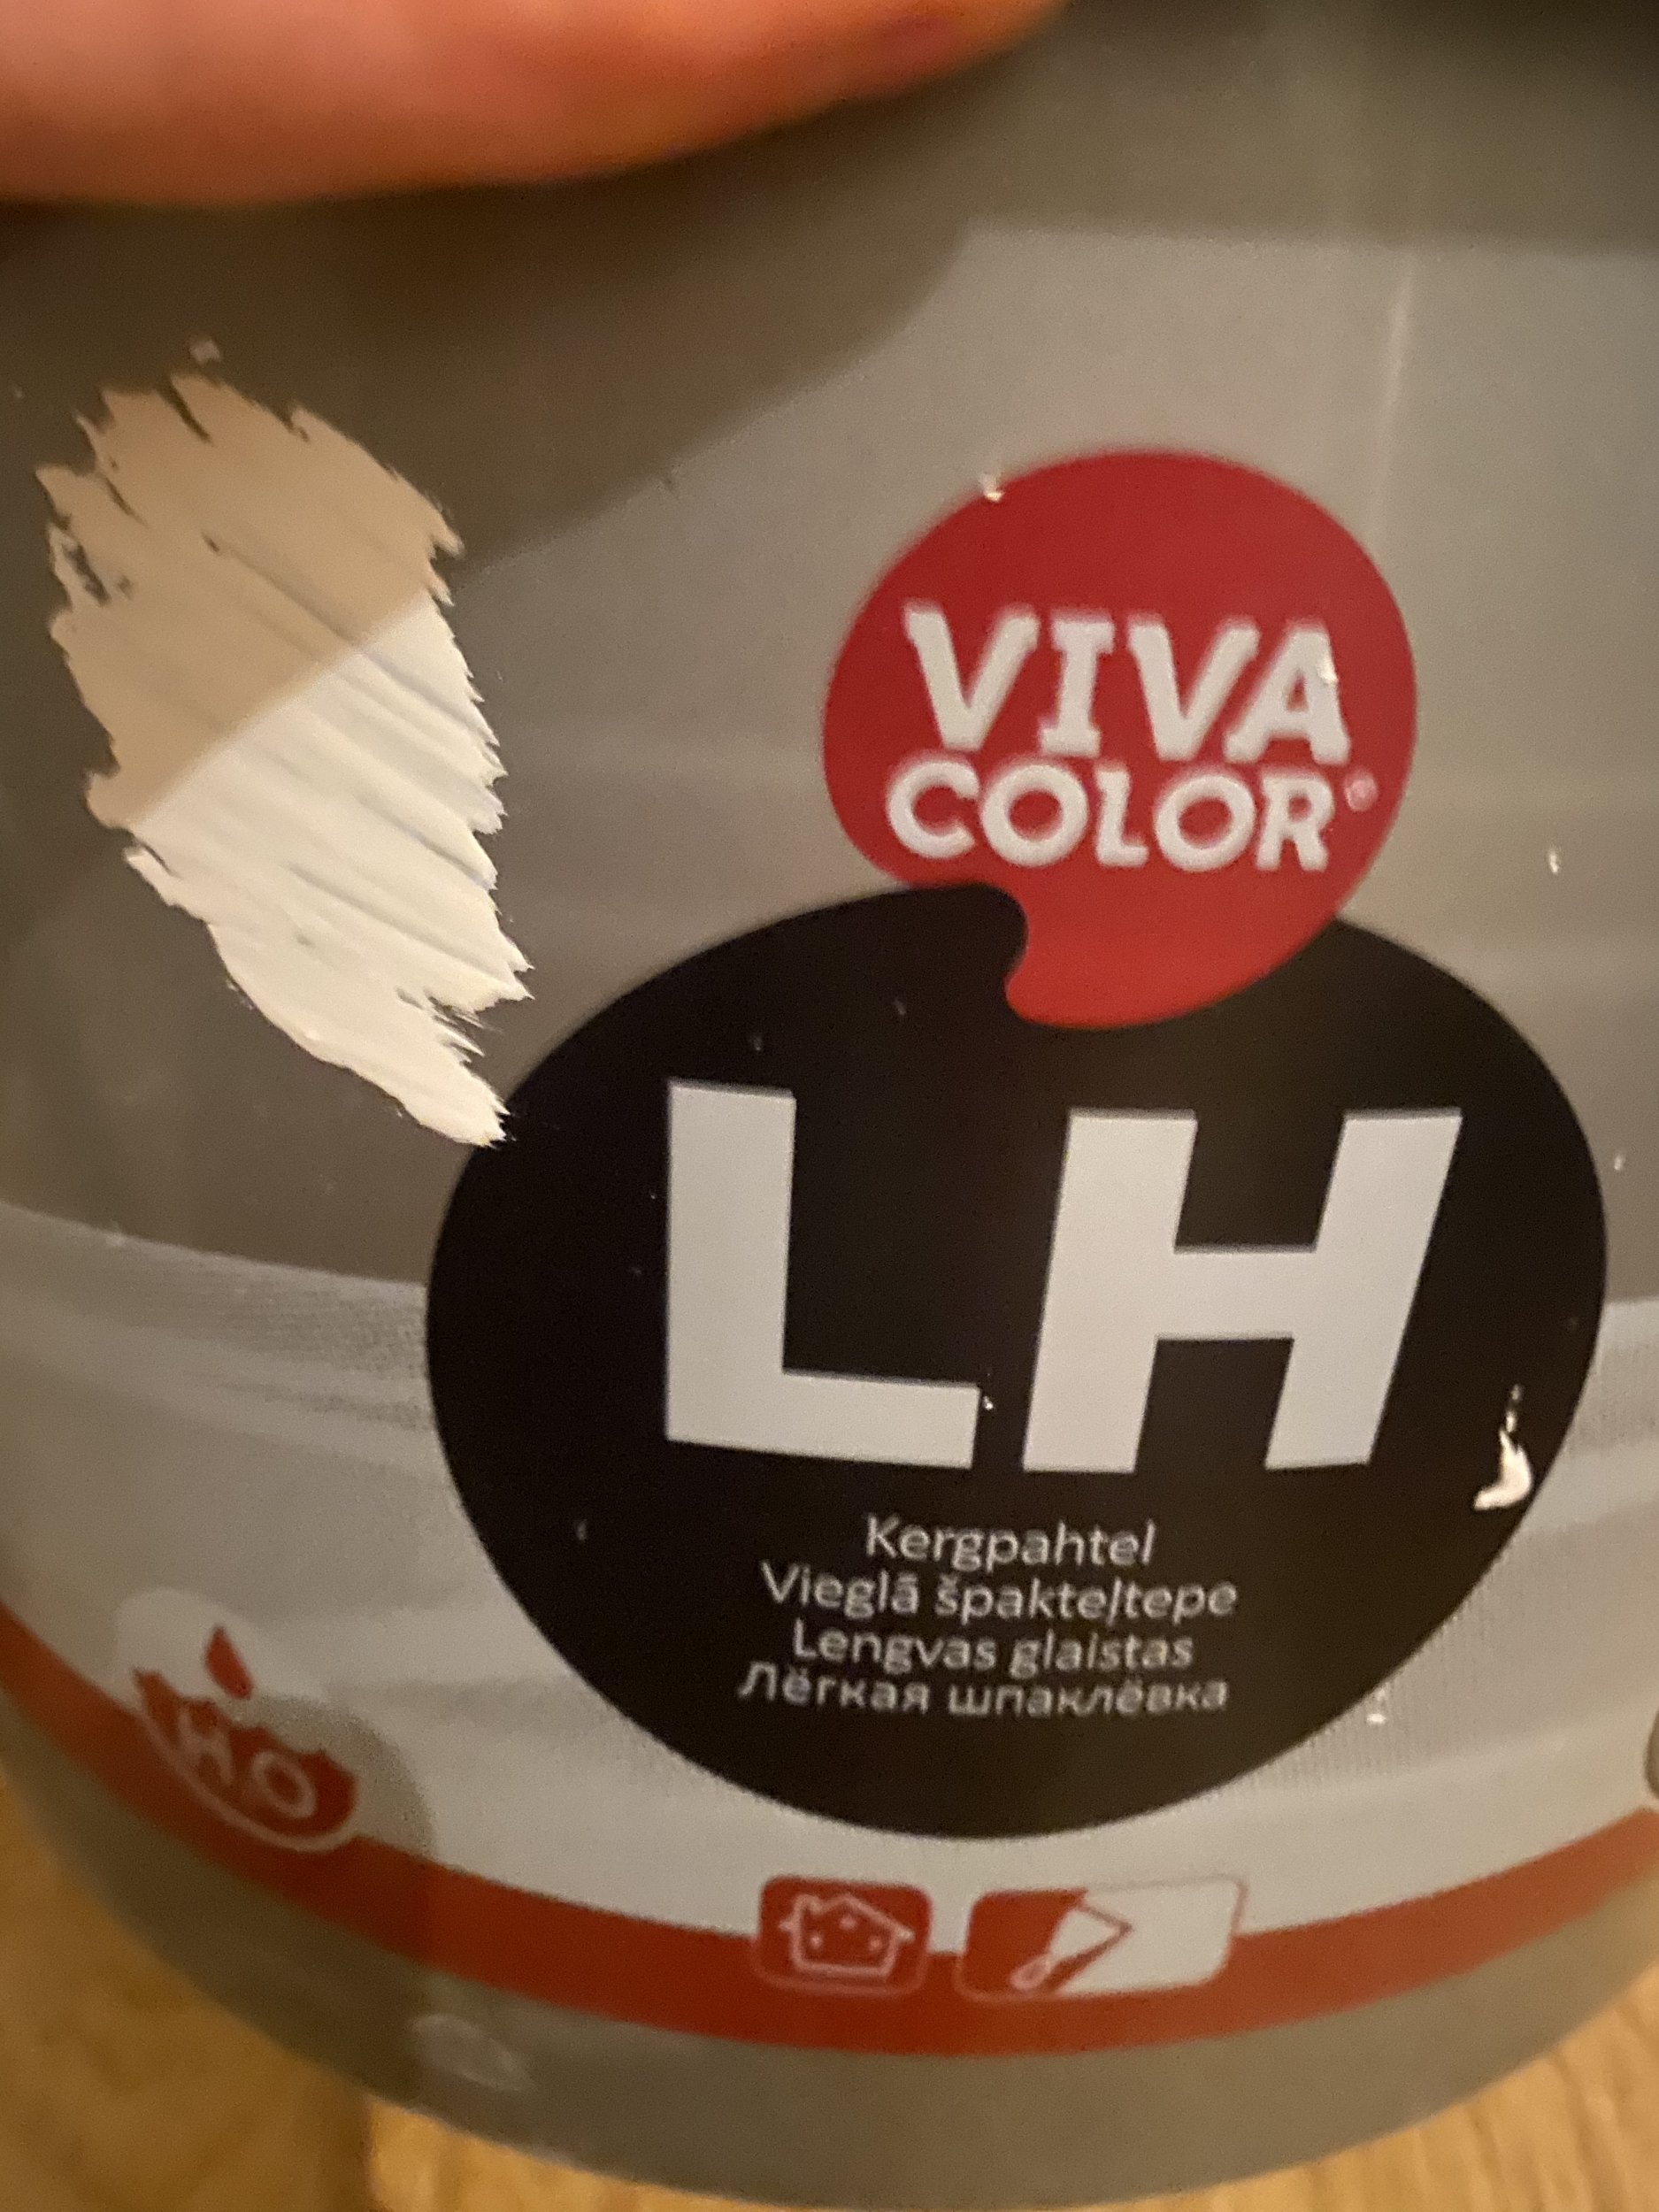 VIVA
COLOR®
LH
Kergpahtel
Vieglā špakteļtepe
Lengvas glaistas
Лёгкая шпаклёвка
H O